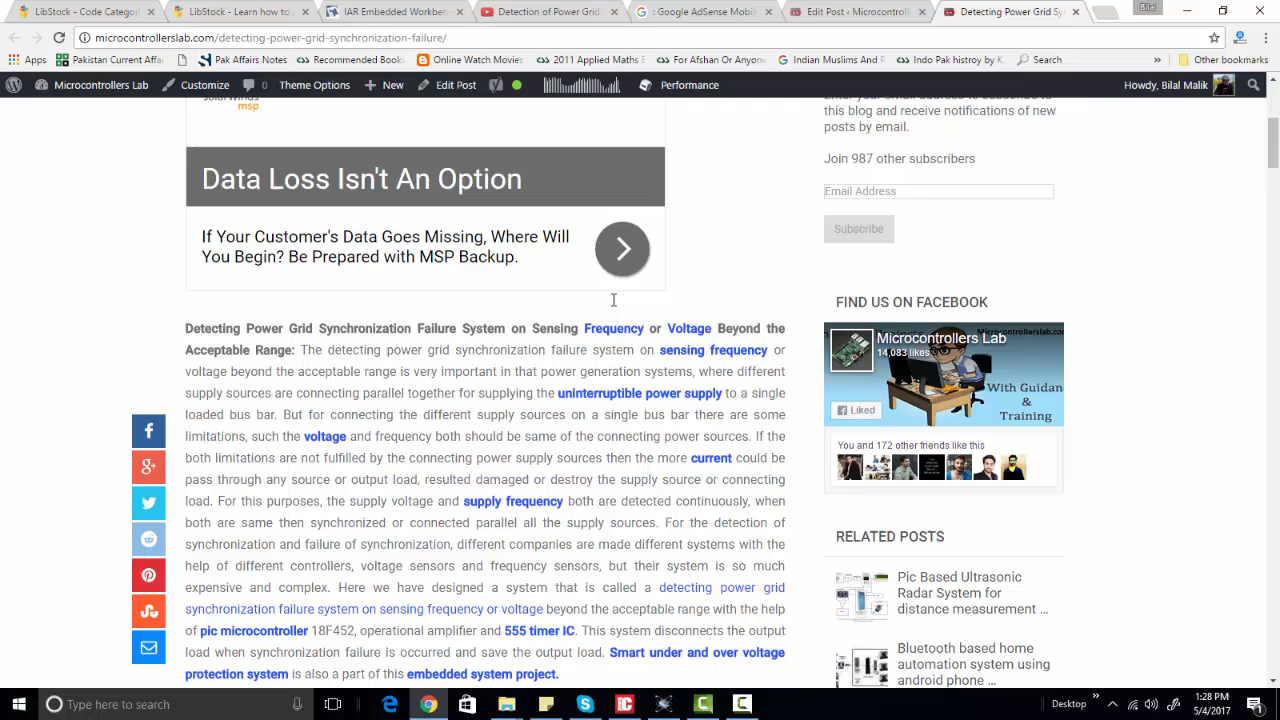 LibStock - Code Categori
LibStock - Learn how to
IAR Embedded Workben
Detection of Power Grid
: Google AdSense Mobil
Edit Post ‹ Microcontroll
Detecting Power Grid Sy
microcontrollerslab.com/detecting-power-grid-synchronization-failure/
Apps
Pakistan Current Affai
Pak Affairs Notes
Recommended Book
Online Watch Movie
2011 Applied Maths E
For Afshan Or Anyon
Indian Muslims And R
Indo Pak histroy by K
Search
»
Other bookmarks
Microcontrollers Lab
Customize
0
Theme Options
New
Edit Post
Performance
Howdy, Bilal Malik
msp
Data Loss Isn't An Option
If Your Customer's Data Goes Missing, Where Will
You Begin? Be Prepared with MSP Backup.
Detecting Power Grid Synchronization Failure System on Sensing Frequency or Voltage Beyond the
Acceptable Range: The detecting power grid synchronization failure system on sensing frequency or
voltage beyond the acceptable range is very important in that power generation systems, where different
supply sources are connecting parallel together for supplying the uninterruptible power supply to a single
loaded bus bar. But for connecting the different supply sources on a single bus bar there are some
limitations, such the voltage and frequency both should be same of the connecting power sources. If the
both limitations are not fulfilled by the connecting power supply sources then the more current could be
pass through any source or output load, resulted damaged or destroy the supply source or connecting
load. For this purposes, the supply voltage and supply frequency both are detected continuously, when
both are same then synchronized or connected parallel all the supply sources. For the detection of
synchronization and failure of synchronization, different companies are made different systems with the
help of different controllers, voltage sensors and frequency sensors, but their system is so much
expensive and complex. Here we have designed a system that is called a detecting power grid
synchronization failure system on sensing frequency or voltage beyond the acceptable range with the help
of pic microcontroller 18F452, operational amplifier and 555 timer IC. This system disconnects the output
load when synchronization failure is occurred and save the output load. Smart under and over voltage
protection system is also a part of this embedded system project.
this blog and receive notifications of new
posts by email.
Join 987 other subscribers
Email Address
Subscribe
FIND US ON FACEBOOK
Microcontrollers Lab
14,083 likes
With Guidan
&
Training
Liked
You and 172 other friends like this
RELATED POSTS
Pic Based Ultrasonic
Radar System for
distance measurement ...
Bluetooth based home
automation system using
android phone ...
Type here to search
Desktop
»
1:28 PM
5/4/2017